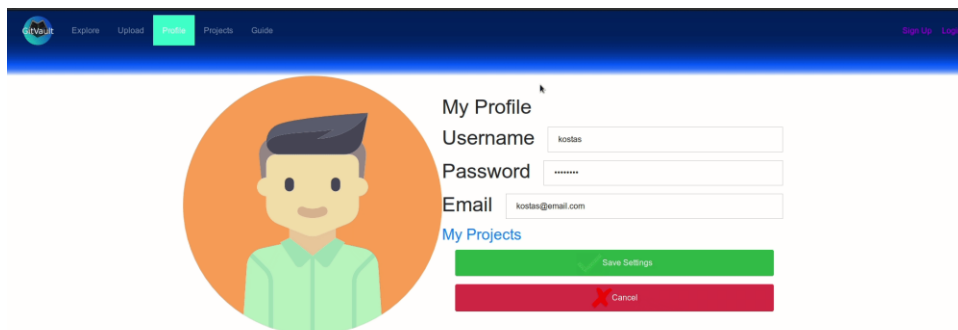 GitVault Explore Upload Profile Projects Guide Sign Up
My Profile
Username kostas
Password ••••••••
Email kostas@email.com
My Projects
Save Settings
Cancel